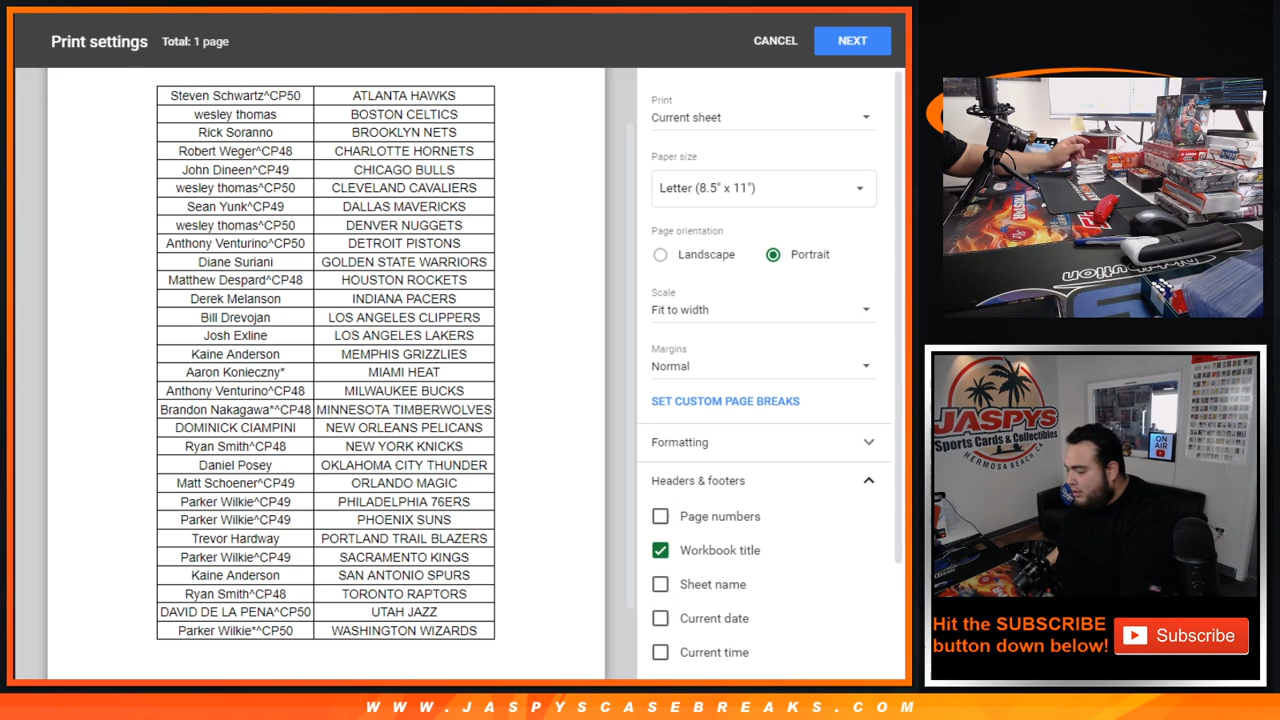 Print settings Total: 1 page CANCEL NEXT
Steven Schwartz^CP50 ATLANTA HAWKS
wesley thomas BOSTON CELTICS
Rick Soranno BROOKLYN NETS
Robert Weger^CP48 CHARLOTTE HORNETS
John Dineen^CP49 CHICAGO BULLS
wesley thomas^CP50 CLEVELAND CAVALIERS
Sean Yunk^CP49 DALLAS MAVERICKS
wesley thomas^CP50 DENVER NUGGETS
Anthony Venturino^CP50 DETROIT PISTONS
Diane Suriani GOLDEN STATE WARRIORS
Matthew Despard^CP48 HOUSTON ROCKETS
Derek Melanson INDIANA PACERS
Bill Drevojan LOS ANGELES CLIPPERS
Josh Exline LOS ANGELES LAKERS
Kaine Anderson MEMPHIS GRIZZLIES
Aaron Konieczny* MIAMI HEAT
Anthony Venturino^CP48 MILWAUKEE BUCKS
Brandon Nakagawa*^CP48 MINNESOTA TIMBERWOLVES
DOMINICK CIAMPINI NEW ORLEANS PELICANS
Ryan Smith^CP48 NEW YORK KNICKS
Daniel Posey OKLAHOMA CITY THUNDER
Matt Schoener^CP49 ORLANDO MAGIC
Parker Wilkie^CP49 PHILADELPHIA 76ERS
Parker Wilkie^CP49 PHOENIX SUNS
Trevor Hardway PORTLAND TRAIL BLAZERS
Parker Wilkie^CP49 SACRAMENTO KINGS
Kaine Anderson SAN ANTONIO SPURS
Ryan Smith^CP48 TORONTO RAPTORS
DAVID DE LA PENA^CP50 UTAH JAZZ
Parker Wilkie*^CP50 WASHINGTON WIZARDS
Print
Current sheet
Paper size
Letter (8.5" x 11")
Page orientation
Landscape Portrait
Scale
Fit to width
Margins
Normal
SET CUSTOM PAGE BREAKS
Formatting
Headers & footers
Page numbers
Workbook title
Sheet name
Current date
Current time
JASPYS
Sports Cards & Collectibles
HERMOSA BEACH, CA
ON
AIR
Hit the SUBSCRIBE
button down below!
Subscribe
WWW.JASPYSCASEBREAKS.COM